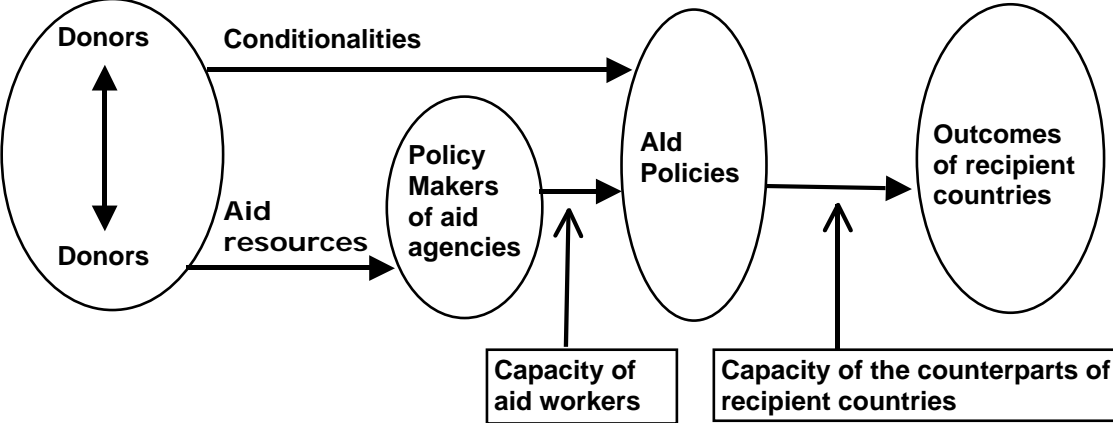 Donors
Donors
Conditionalities
Aid
resources
Policy
Makers
of aid
agencies
AId
Policies
Outcomes
of recipient
countries
Capacity of
aid workers
Capacity of the counterparts of
recipient countries